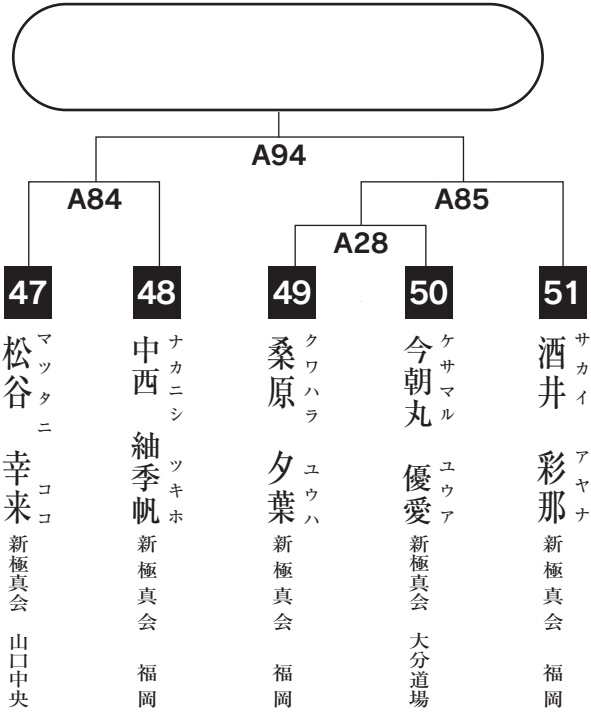 A94
A84
A85
A28
47
松谷 幸来
マツタニ ココ
新極真会 山口中央
48
中西 紬季帆
ナカニシ ツキホ
新極真会 福岡
49
桑原 夕葉
クワハラ ユウハ
新極真会 福岡
50
今朝丸 優愛
ケサマル ユウア
新極真会 大分道場
51
酒井 彩那
サカイ アヤナ
新極真会 福岡